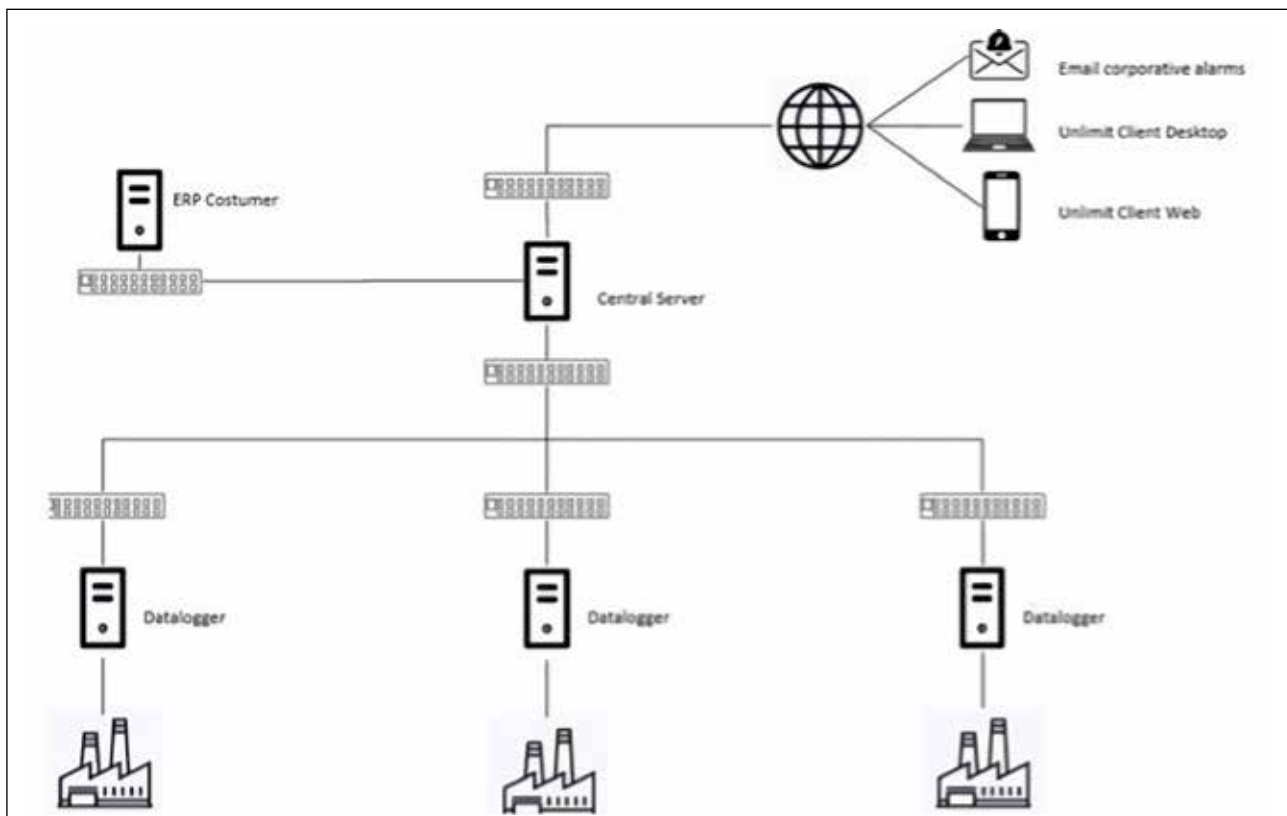 Email corporative alarms
Unlimit Client Desktop
ERP Costumer
Unlimit Client Web
Central Server
Datalogger
Datalogger
Datalogger